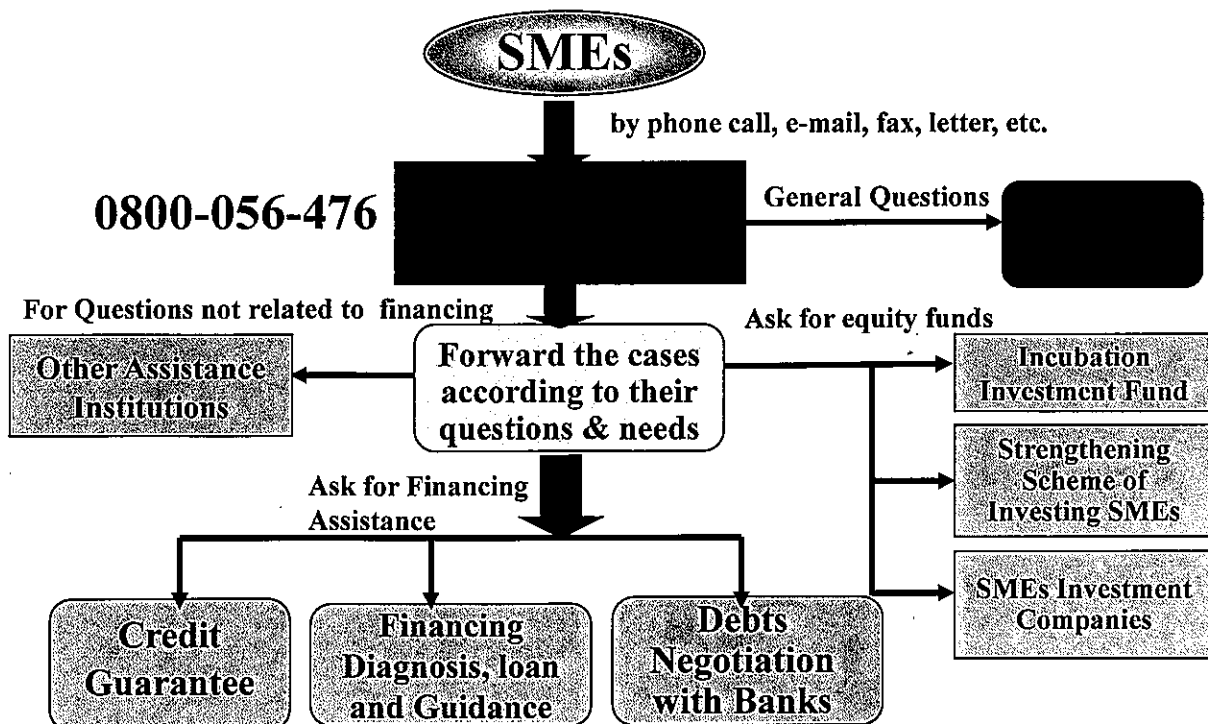 SMEs
by phone call, e-mail, fax, letter, etc.
0800-056-476
General Questions
For Questions not related to financing
Ask for equity funds
Other Assistance
Institutions
Forward the cases
according to their
questions & needs
Incubation
Investment Fund
Strengthening
Scheme of
Investing SMEs
Ask for Financing
Assistance
SMEs Investment
Companies
Credit
Guarantee
Financing
Diagnosis, loan
and Guidance
Debts
Negotiation
with Banks